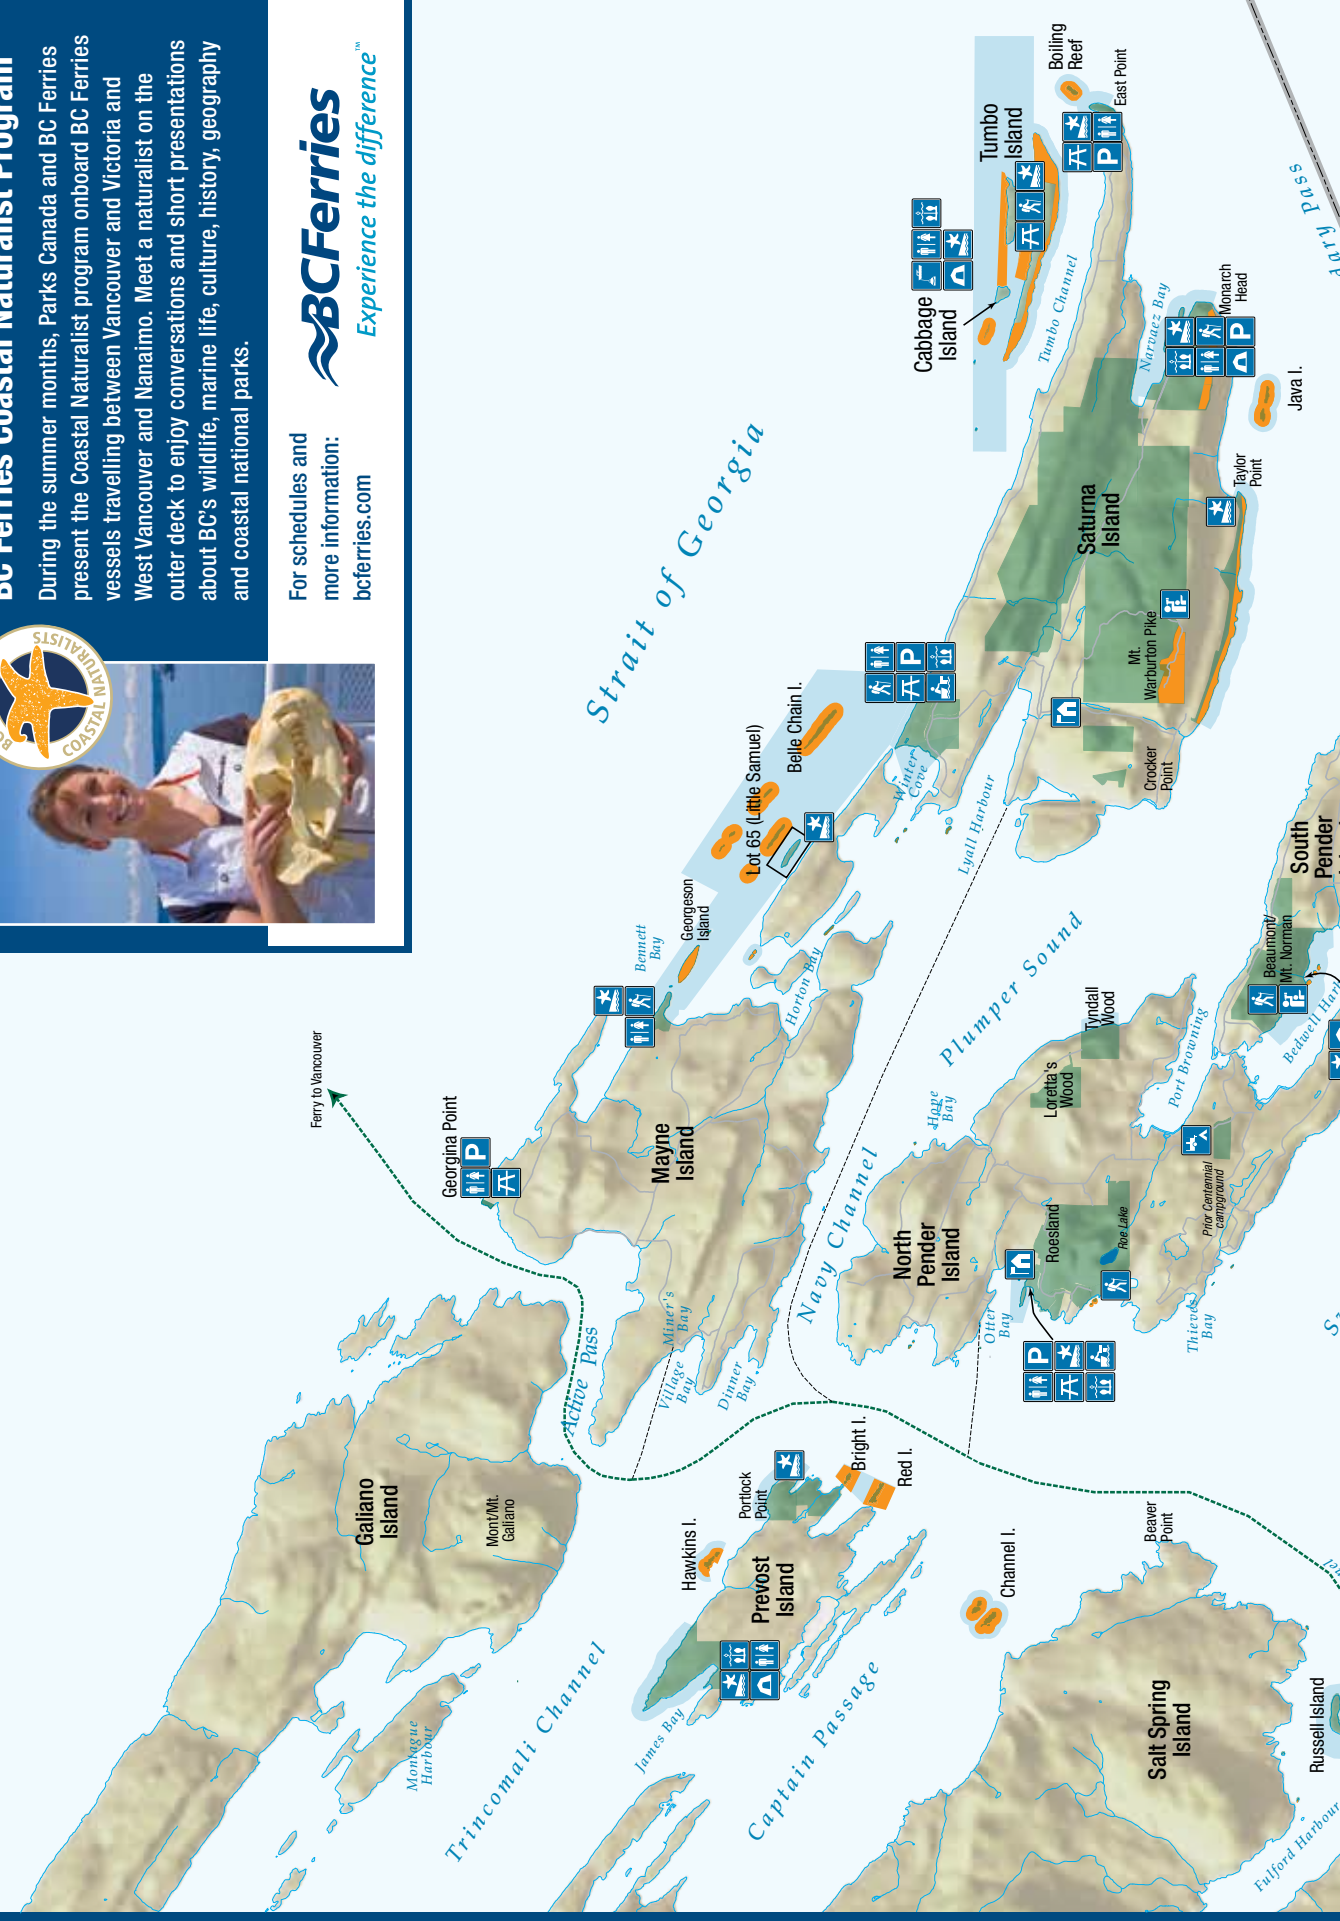 BC Ferries Coastal Naturalist Program
During the summer months, Parks Canada and BC Ferries
present the Coastal Naturalist program onboard BC Ferries
vessels travelling between Vancouver and Victoria and
West Vancouver and Nanaimo. Meet a naturalist on the
outer deck to enjoy conversations and short presentations
about BC's wildlife, marine life, culture, history, geography
and coastal national parks.
COASTAL NATURALISTS
For schedules and
more information:
bcferries.com
BCFerries
Experience the difference™
Ferry to Vancouver
Strait of Georgia
Georgina Point
P
Bennett
Bay
Georgeson
Island
Lot 65 (Little Samuel)
Belle Chain I.
P
Cabbage
Island
Tumbo
Island
Boiling
Reef
East Point
P
Tumbo Channel
Narvaez Bay
Monarch
Head
P
Java I.
Taylor
Point
Saturna
Island
Mt.
Warburton Pike
Crocker
Point
Winter
Cove
Lyall Harbour
Horton Bay
Plumper Sound
Mayne
Island
Miner's
Bay
Village
Bay
Dinner
Bay
Active Pass
Navy Channel
Hope
Bay
North
Pender
Island
Otter
Bay
P
Roesland
Roe Lake
Loretta's
Wood
Tyndall
Wood
Port Browning
Prior Centennial
campground
Thieves
Bay
Beaumont/
Mt. Norman
South
Pender
Galiano
Island
Mont/Mt.
Galiano
Montague
Harbour
Trincomali Channel
Hawkins I.
Portlock
Point
Bright I.
Red I.
Prevost
Island
James Bay
Captain Passage
Channel I.
Beaver
Point
Salt Spring
Island
Russell Island
Fulford Harbour